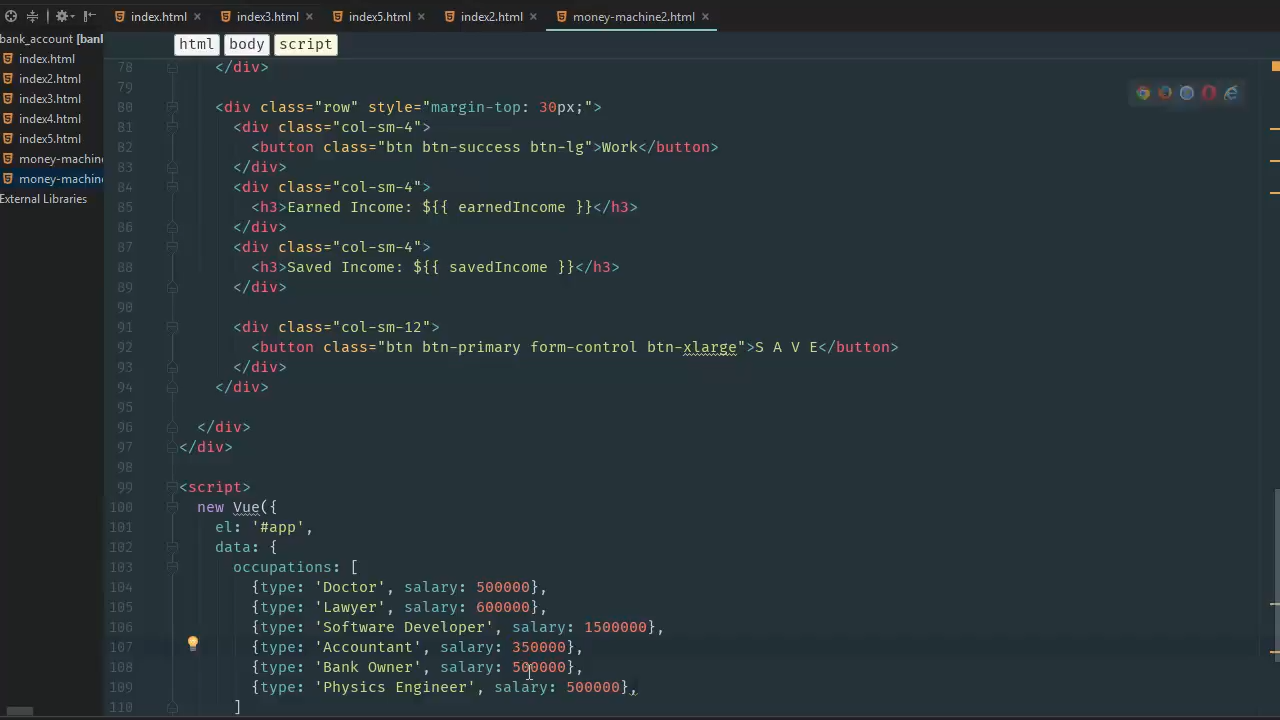 index.html × index3.html × index5.html × index2.html × money-machine2.html ×
bank_account [bank
index.html
index2.html
index3.html
index4.html
index5.html
money-machine
money-machine
External Libraries
html body script
78 </div>
79
80 <div class="row" style="margin-top: 30px;">
81 <div class="col-sm-4">
82 <button class="btn btn-success btn-lg">Work</button>
83 </div>
84 <div class="col-sm-4">
85 <h3>Earned Income: ${{ earnedIncome }}</h3>
86 </div>
87 <div class="col-sm-4">
88 <h3>Saved Income: ${{ savedIncome }}</h3>
89 </div>
90
91 <div class="col-sm-12">
92 <button class="btn btn-primary form-control btn-xlarge">S A V E</button>
93 </div>
94 </div>
95
96 </div>
97 </div>
98
99 <script>
100 new Vue({
101 el: '#app',
102 data: {
103 occupations: [
104 {type: 'Doctor', salary: 500000},
105 {type: 'Lawyer', salary: 600000},
106 {type: 'Software Developer', salary: 1500000},
107 {type: 'Accountant', salary: 350000},
108 {type: 'Bank Owner', salary: 500000},
109 {type: 'Physics Engineer', salary: 500000},
110 ]